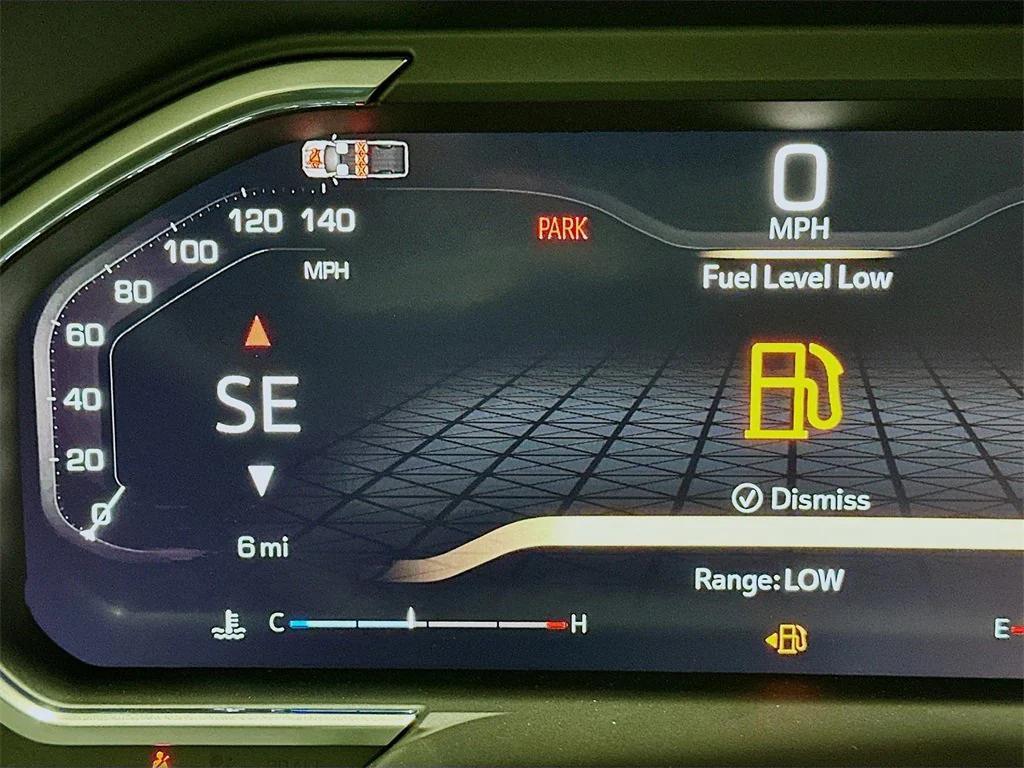 0
120 140
MPH
PARK
100
MPH
Fuel Level Low
80
60
SE
40
20
0
Dismiss
6 mi
Range: LOW
C H
E